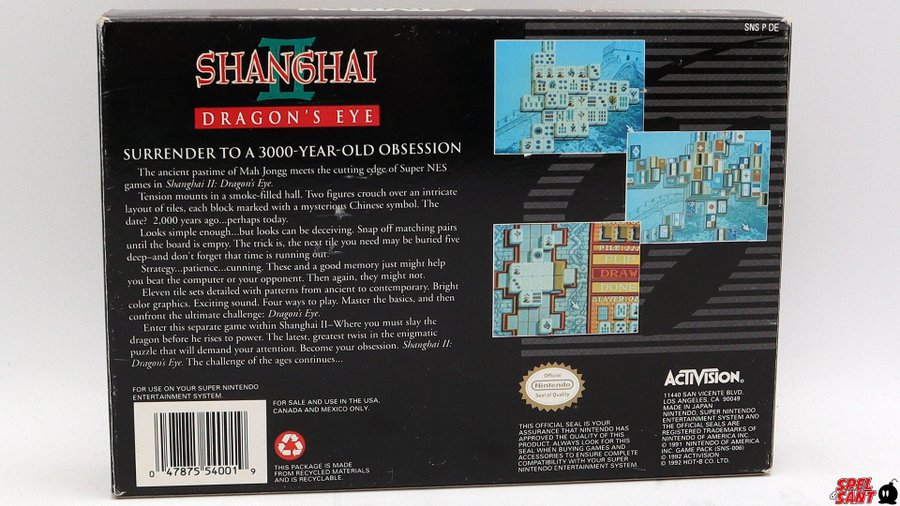 SNS P DE
II
SHANGHAI
DRAGON'S EYE
SURRENDER TO A 3000-YEAR-OLD OBSESSION
The ancient pastime of Mah Jongg meets the cutting edge of Super NES
games in Shanghai II: Dragon's Eye.
Tension mounts in a smoke-filled hall. Two figures crouch over an intricate
layout of tiles, each block marked with a mysterious Chinese symbol. The
date? 2,000 years ago...perhaps today.
Looks simple enough...but looks can be deceiving. Snap off matching pairs
until the board is empty. The trick is, the next tile you need may be buried five
deep–and don't forget that time is running out.
Strategy...patience...cunning. These and a good memory just might help
you beat the computer or your opponent. Then again, they might not.
Eleven tile sets detailed with patterns from ancient to contemporary. Bright
color graphics. Exciting sound. Four ways to play. Master the basics, and then
confront the ultimate challenge: Dragon's Eye.
Enter this separate game within Shanghai II–Where you must slay the
dragon before he rises to power. The latest, greatest twist in the enigmatic
puzzle that will demand your attention. Become your obsession. Shanghai II:
Dragon's Eye. The challenge of the ages continues...
FLIP
DRAW
DONE
SLAYER:02
FOR USE ON YOUR SUPER NINTENDO
ENTERTAINMENT SYSTEM.
FOR SALE AND USE IN THE USA,
CANADA AND MEXICO ONLY.
0 47875 54001 9
THIS PACKAGE IS MADE
FROM RECYCLED MATERIALS
AND IS RECYCLABLE.
Official
Nintendo
Seal of Quality
THIS OFFICIAL SEAL IS YOUR
ASSURANCE THAT NINTENDO HAS
APPROVED THE QUALITY OF THIS
PRODUCT. ALWAYS LOOK FOR THIS
SEAL WHEN BUYING GAMES AND
ACCESSORIES TO ENSURE COMPLETE
COMPATIBILITY WITH YOUR SUPER
NINTENDO ENTERTAINMENT SYSTEM.
ACTIVISION®
11440 SAN VICENTE BLVD.
LOS ANGELES, CA 90049
MADE IN JAPAN
NINTENDO, SUPER NINTENDO
ENTERTAINMENT SYSTEM AND
THE OFFICIAL SEALS ARE
REGISTERED TRADEMARKS OF
NINTENDO OF AMERICA INC.
© 1991 NINTENDO OF AMERICA
INC. GAME PACK (SNS-006)
© 1992 ACTIVISION
© 1992 HOT-B CO. LTD.
SPEL
SANT